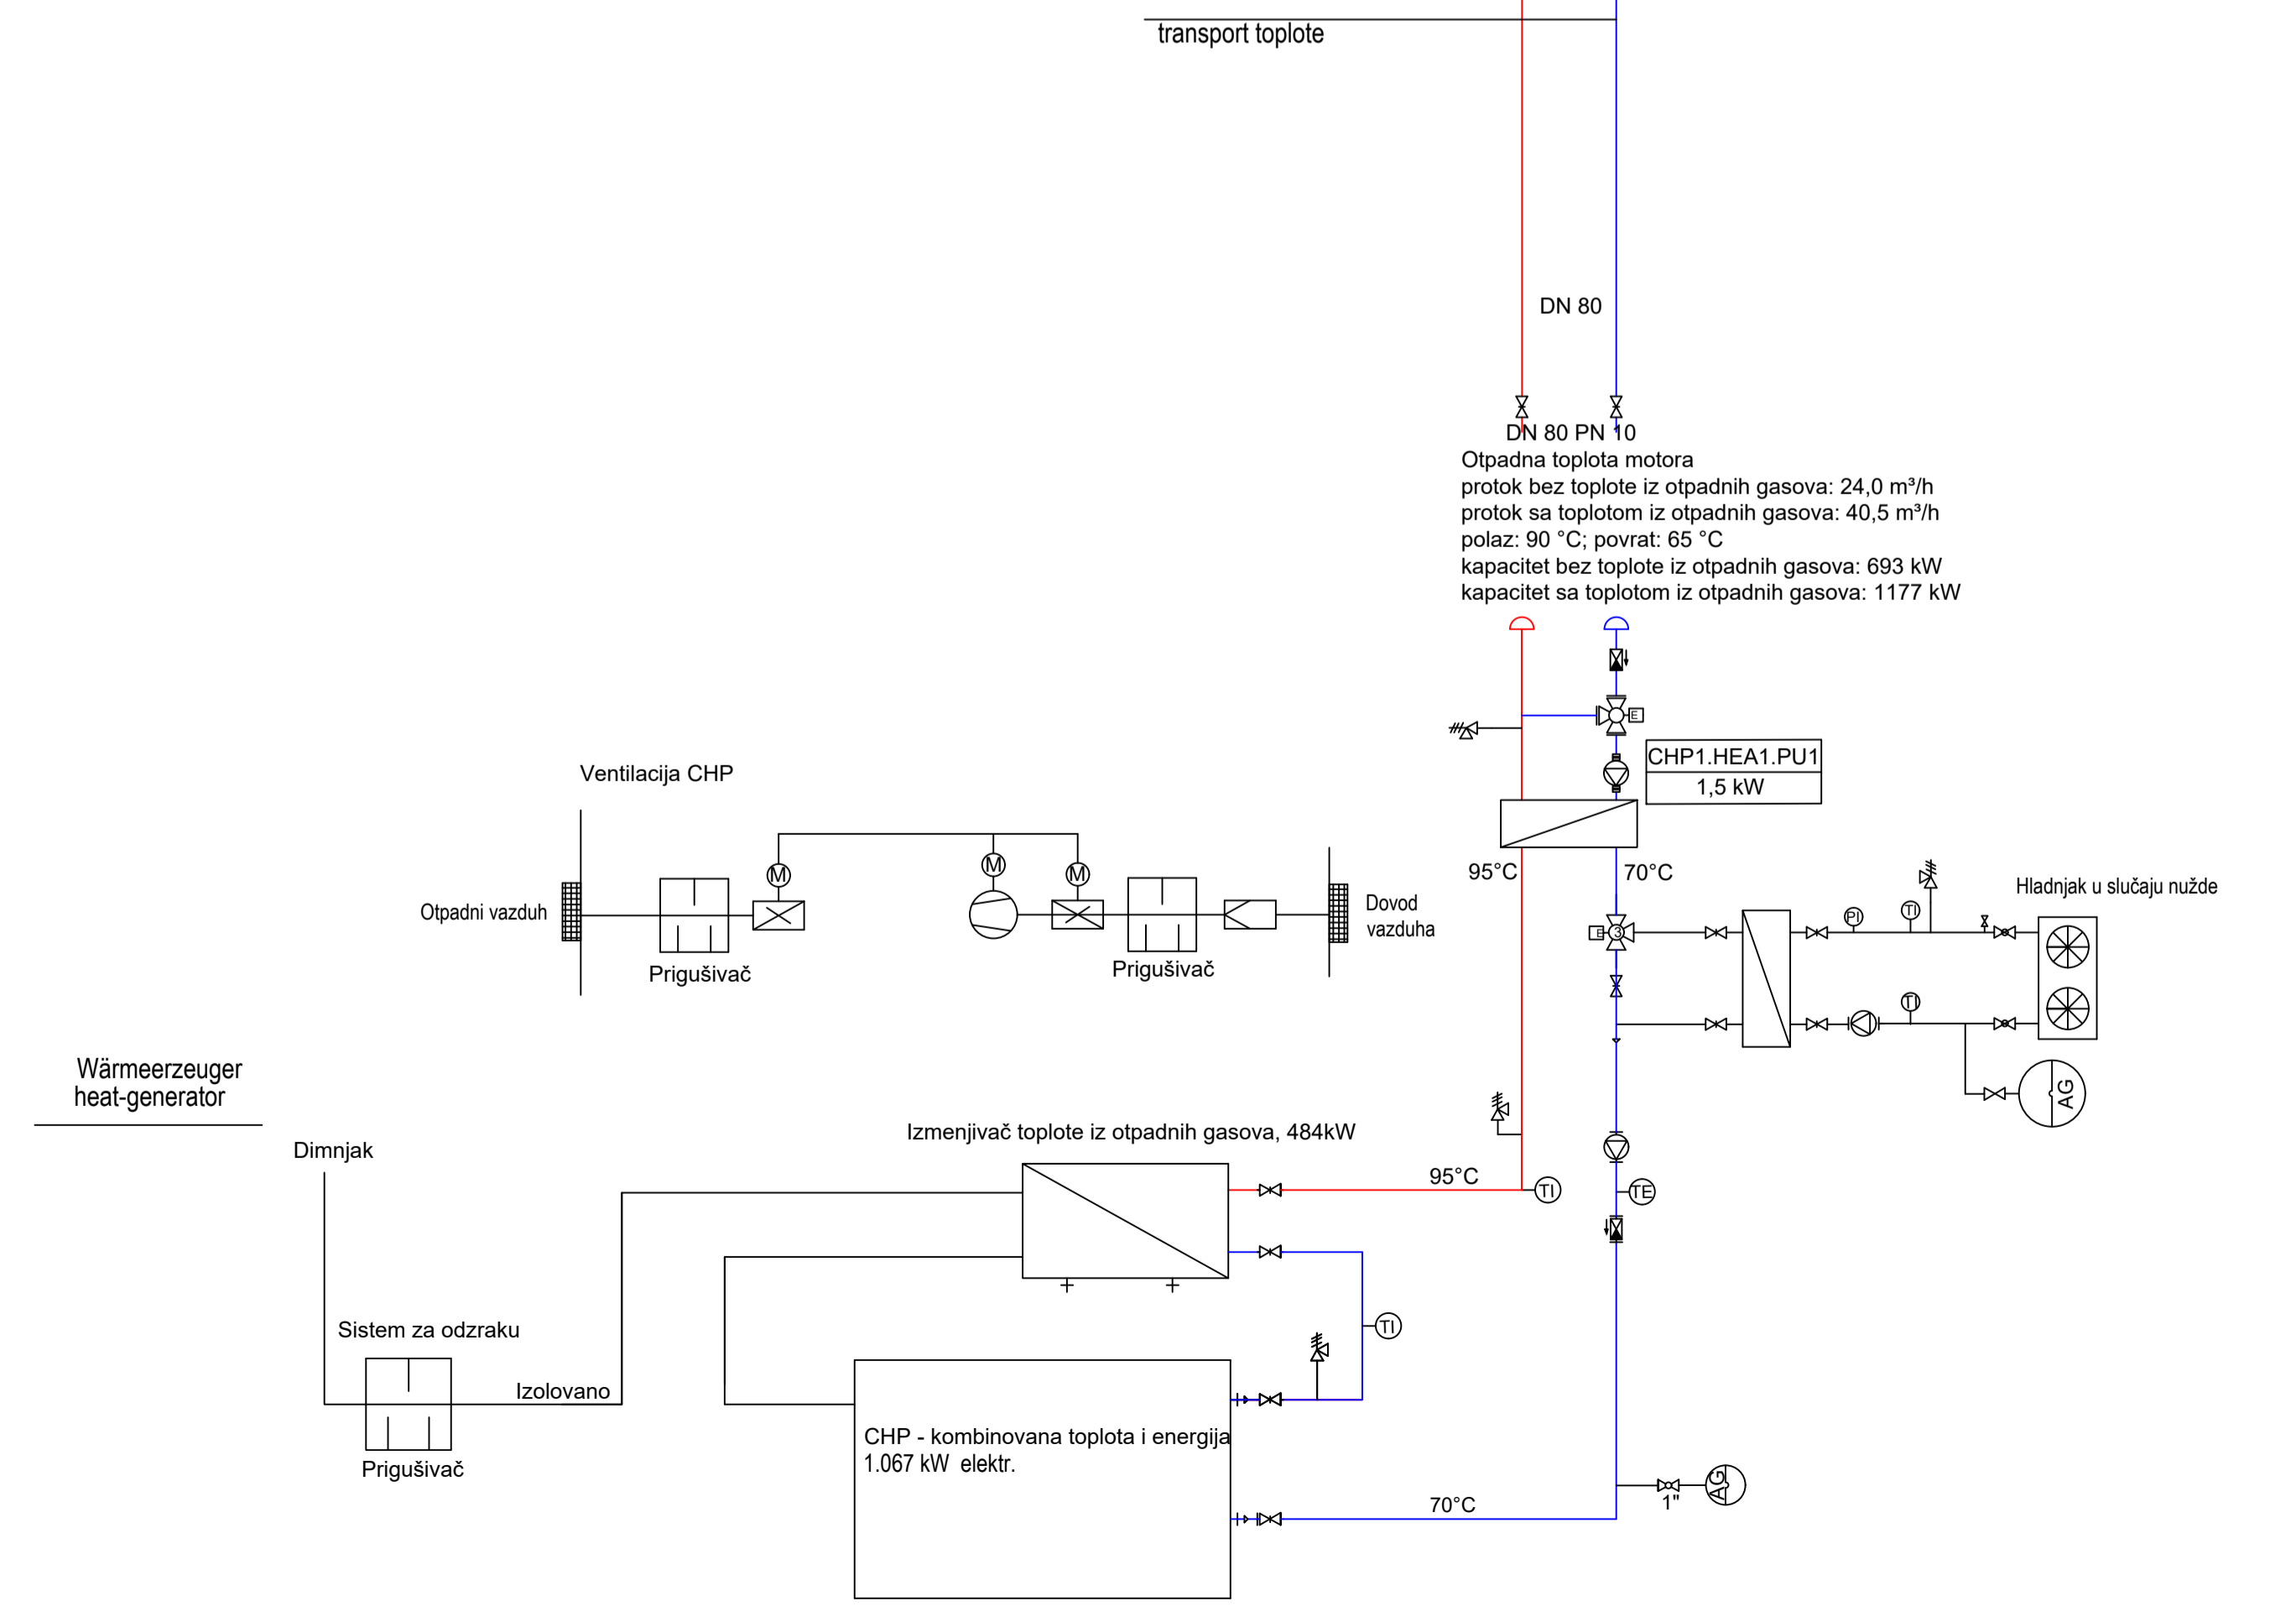 transport toplote
DN 80
DN 80 PN 10
Otpadna toplota motora
protok bez toplote iz otpadnih gasova: 24,0 m³/h
protok sa toplotom iz otpadnih gasova: 40,5 m³/h
polaz: 90 °C; povrat: 65 °C
kapacitet bez toplote iz otpadnih gasova: 693 kW
kapacitet sa toplotom iz otpadnih gasova: 1177 kW
E
CHP1.HEA1.PU1
1,5 kW
Ventilacija CHP
M
M
M
95°C
70°C
Otpadni vazduh
Prigušivač
Prigušivač
Dovod
vazduha
E
3
PI
TI
Hladnjak u slučaju nužde
TI
AG
Wärmeerzeuger
heat-generator
Dimnjak
Izmenjivač toplote iz otpadnih gasova, 484kW
95°C
TI
TE
Sistem za odzraku
TI
Izolovano
Prigušivač
CHP - kombinovana toplota i energija
1.067 kW elektr.
70°C
1"
AG